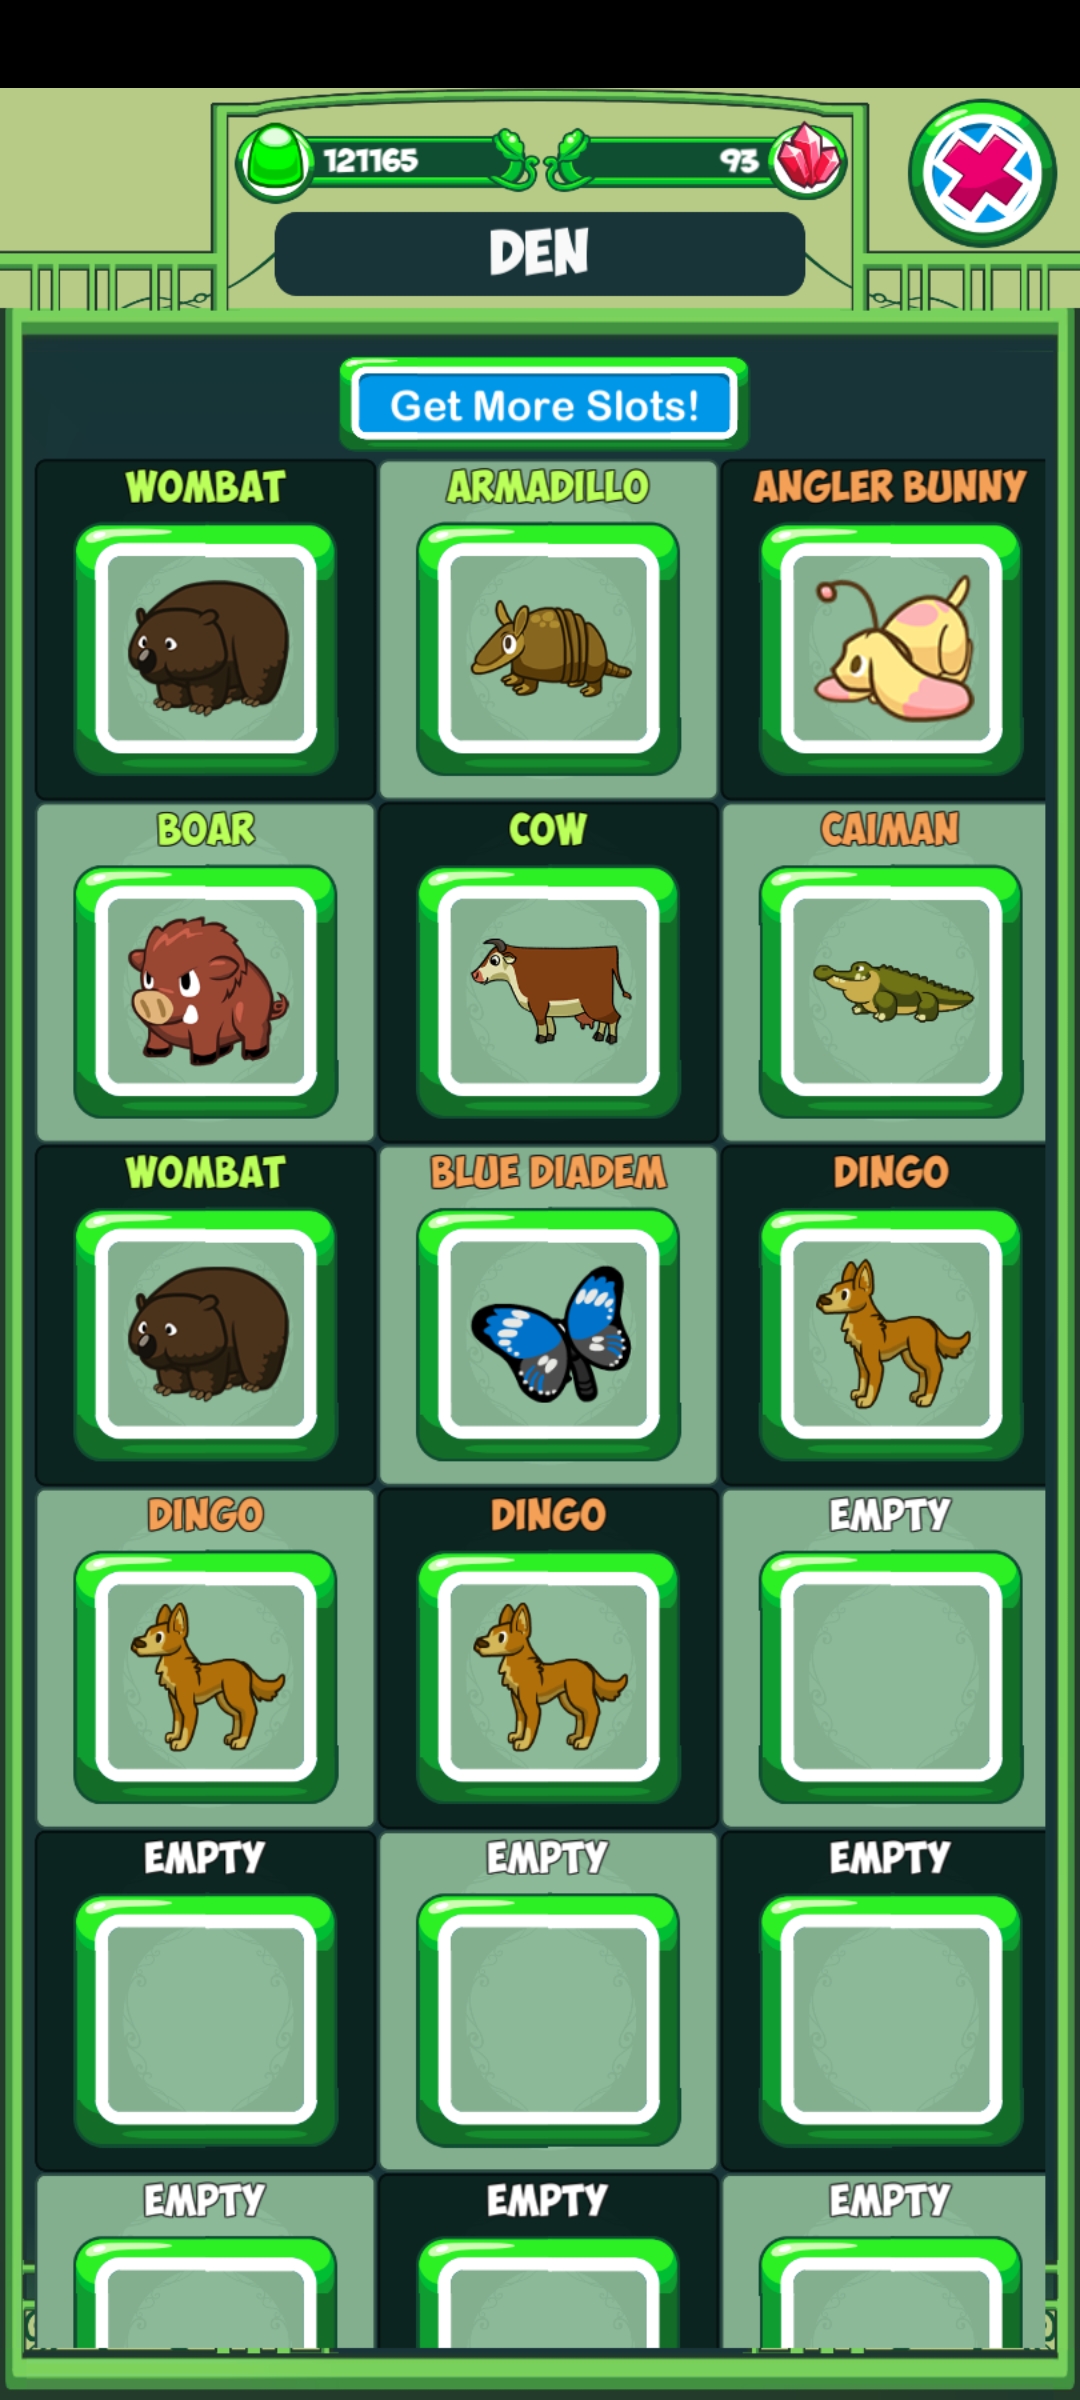 121165
93
DEN
Get More Slots!
WOMBAT
ARMADILLO
ANGLER BUNNY
BOAR
COW
CAIMAN
WOMBAT
BLUE DIADEM
DINGO
DINGO
DINGO
EMPTY
EMPTY
EMPTY
EMPTY
EMPTY
EMPTY
EMPTY